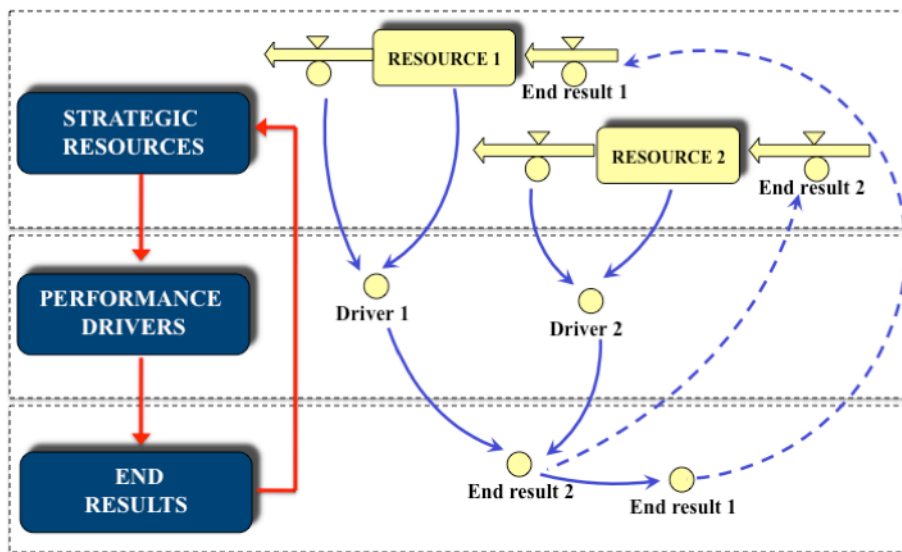 RESOURCE 1
End result 1
STRATEGIC
RESOURCES
RESOURCE 2
End result 2
PERFORMANCE
DRIVERS
Driver 1
Driver 2
END
RESULTS
End result 2
End result 1